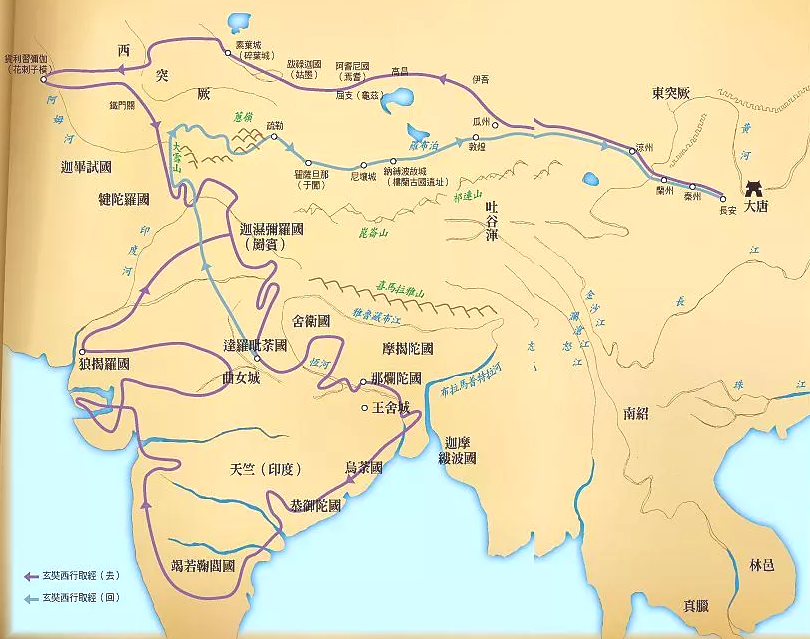 西
突
厥
素葉城
（碎葉城）
颯利習彌伽
（花剌子模）
跋祿迦國
（姑墨）
阿耆尼國
（焉耆）
高昌
伊吾
屈支（龜茲）
瓜州
東突厥
黃河
阿姆河
鐵門關
蔥嶺
疏勒
大雪山
羅布泊
敦煌
涼州
蘭州
秦州
長安
大唐
瞿薩旦那
（于闐）
尼壤城
納縛波故城
（樓蘭古國遺址）
迦畢試國
犍陀羅國
印度河
迦濕彌羅國
（罽賓）
祁連山
崑崙山
吐谷渾
喜馬拉雅山
雅魯藏布江
金沙江
瀾滄江
怒江
長
江
舍衛國
達羅毗荼國
曲女城
恆河
摩揭陀國
那爛陀國
王舍城
布拉馬普特拉河
狼揭羅國
天竺（印度）
烏荼國
恭御陀國
迦摩
縷波國
南紹
珠
江
羯若鞠闍國
林邑
真臘
玄奘西行取經（去）
玄奘西行取經（回）